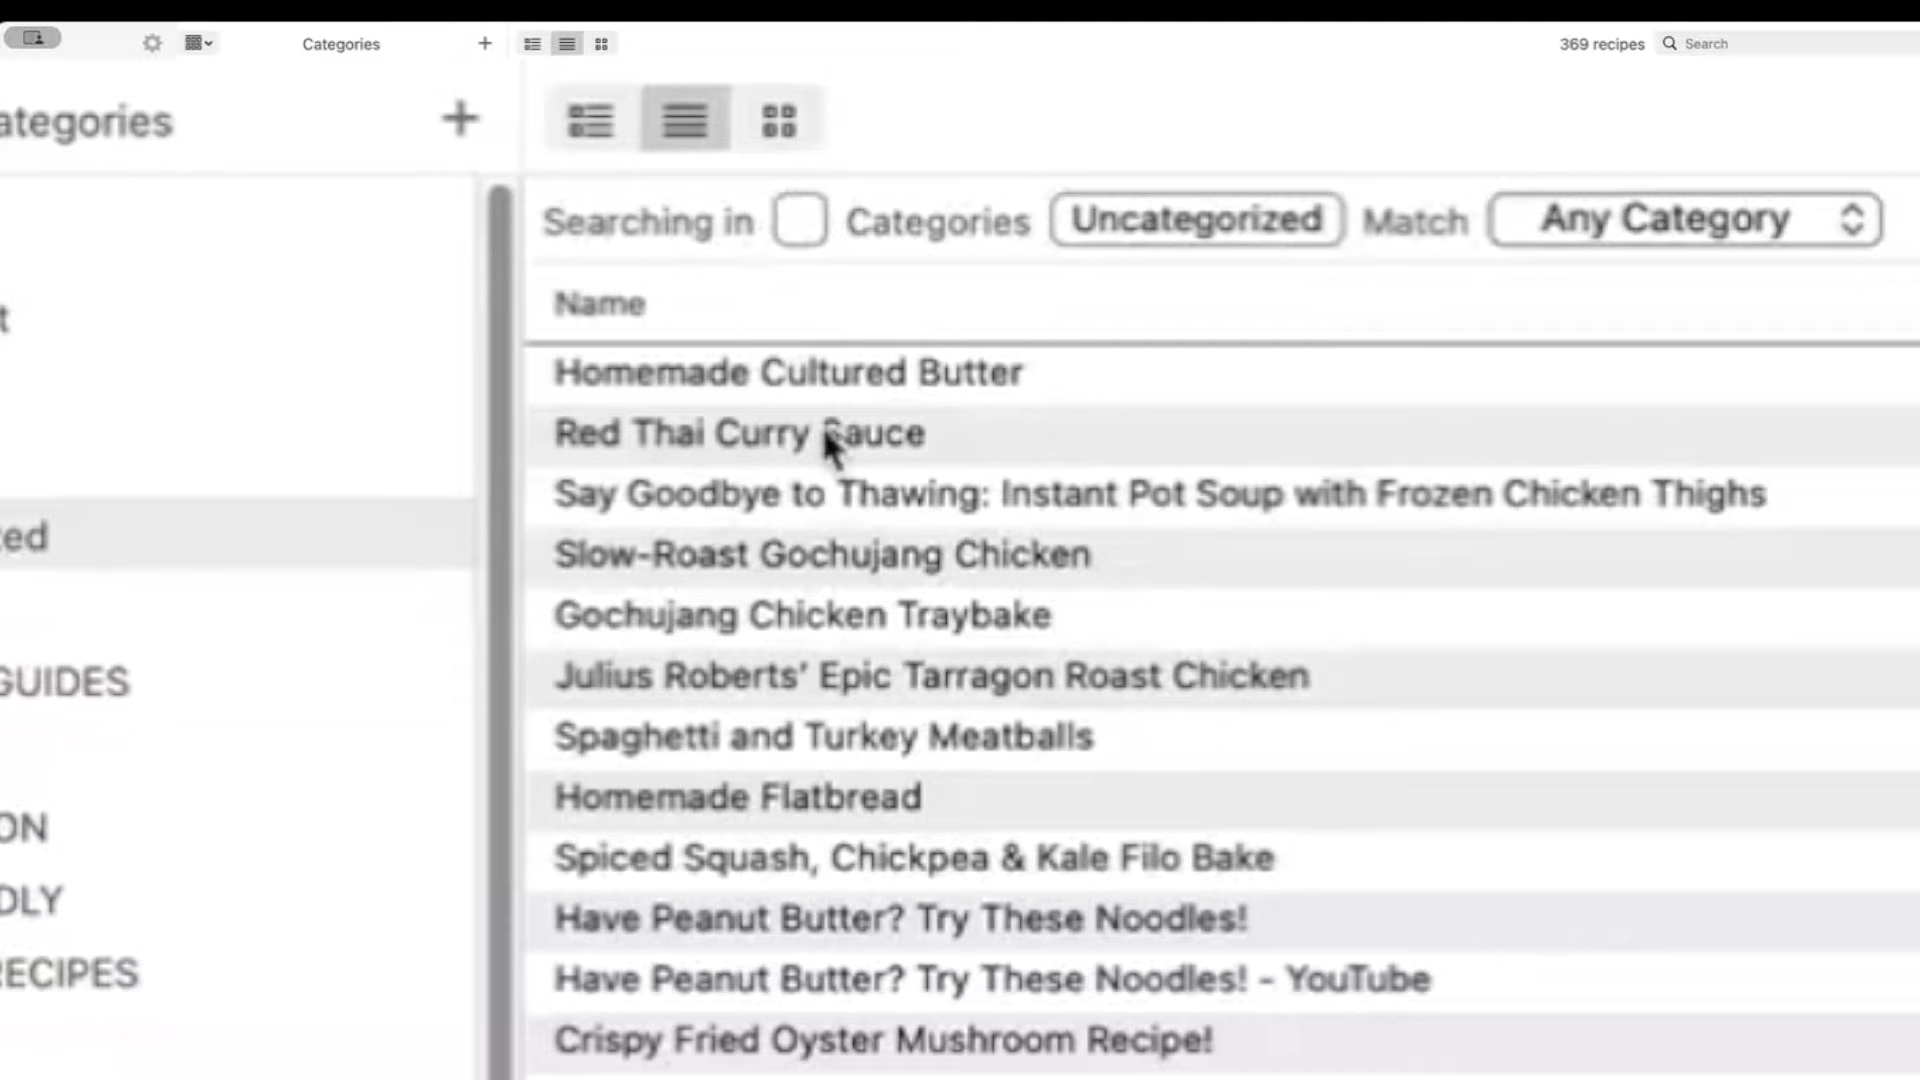 Categories + 369 recipes Search
ategories +
Searching in Categories Uncategorized Match Any Category
Name
t
Homemade Cultured Butter
Red Thai Curry Sauce
Say Goodbye to Thawing: Instant Pot Soup with Frozen Chicken Thighs
zed
Slow-Roast Gochujang Chicken
Gochujang Chicken Traybake
GUIDES
Julius Roberts’ Epic Tarragon Roast Chicken
Spaghetti and Turkey Meatballs
Homemade Flatbread
ON
Spiced Squash, Chickpea & Kale Filo Bake
DLY
Have Peanut Butter? Try These Noodles!
RECIPES
Have Peanut Butter? Try These Noodles! - YouTube
Crispy Fried Oyster Mushroom Recipe!